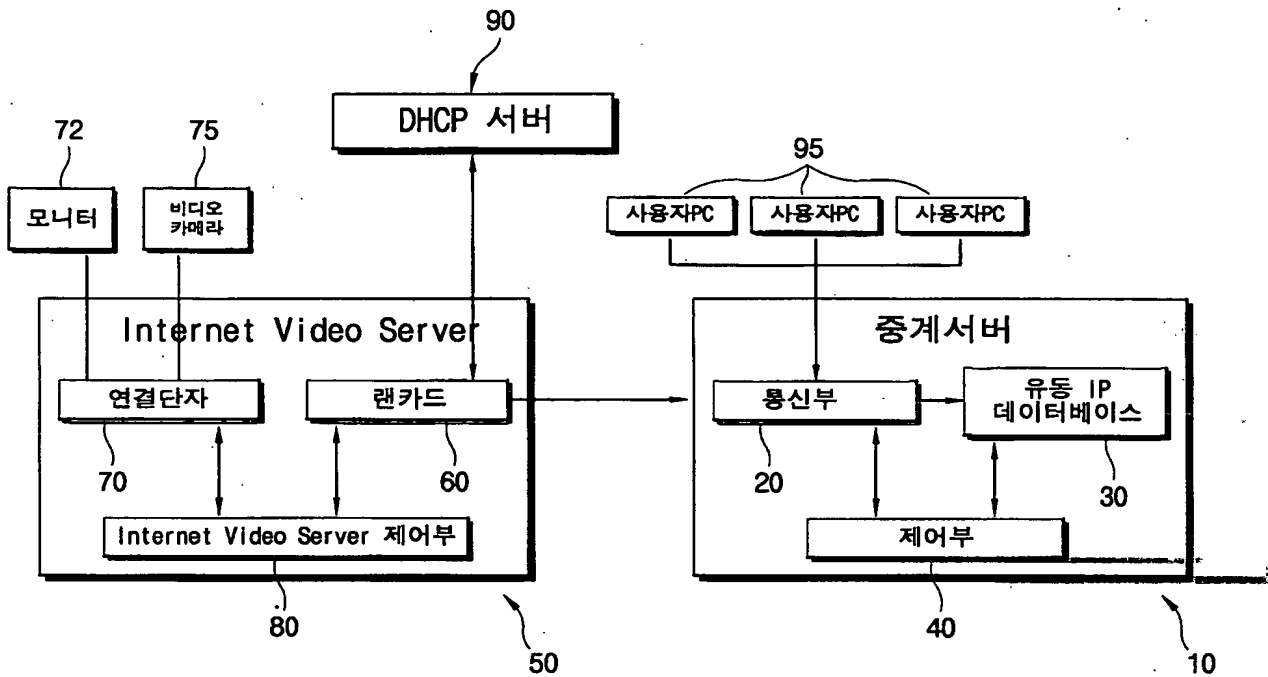 90
DHCP 서버
72
75
95
모니터
비디오
카메라
사용자PC
사용자PC
사용자PC
Internet Video Server
중계서버
연결단자
랜카드
통신부
유동 IP
데이터베이스
70
60
20
30
Internet Video Server 제어부
제어부
80
40
50
10